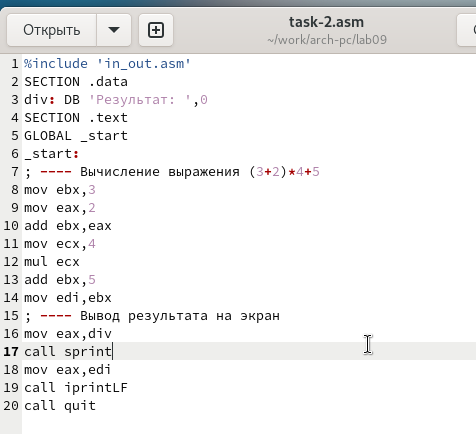 Открыть
task-2.asm
~/work/arch-pc/lab09
1 %include 'in_out.asm'
2 SECTION .data
3 div: DB 'Результат: ',0
4 SECTION .text
5 GLOBAL _start
6 _start:
7 ; ---- Вычисление выражения (3+2)*4+5
8 mov ebx,3
9 mov eax,2
10 add ebx,eax
11 mov ecx,4
12 mul ecx
13 add ebx,5
14 mov edi,ebx
15 ; ---- Вывод результата на экран
16 mov eax,div
17 call sprint
18 mov eax,edi
19 call iprintLF
20 call quit